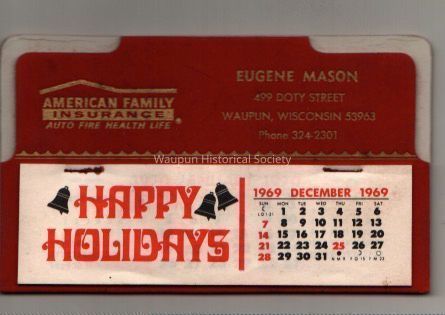 AMERICAN FAMILY
INSURANCE
AUTO FIRE HEALTH LIFE
EUGENE MASON
499 DOTY STREET
WAUPUN, WISCONSIN 53963
Phone 324-2301
Waupun Historical Society
HAPPY
HOLIDAYS
1969 DECEMBER 1969
SUN MON TUE WED THU FRI SAT
1 2 3 4 5 6
7 8 9 10 11 12 13
14 15 16 17 18 19 20
21 22 23 24 25 26 27
28 29 30 31